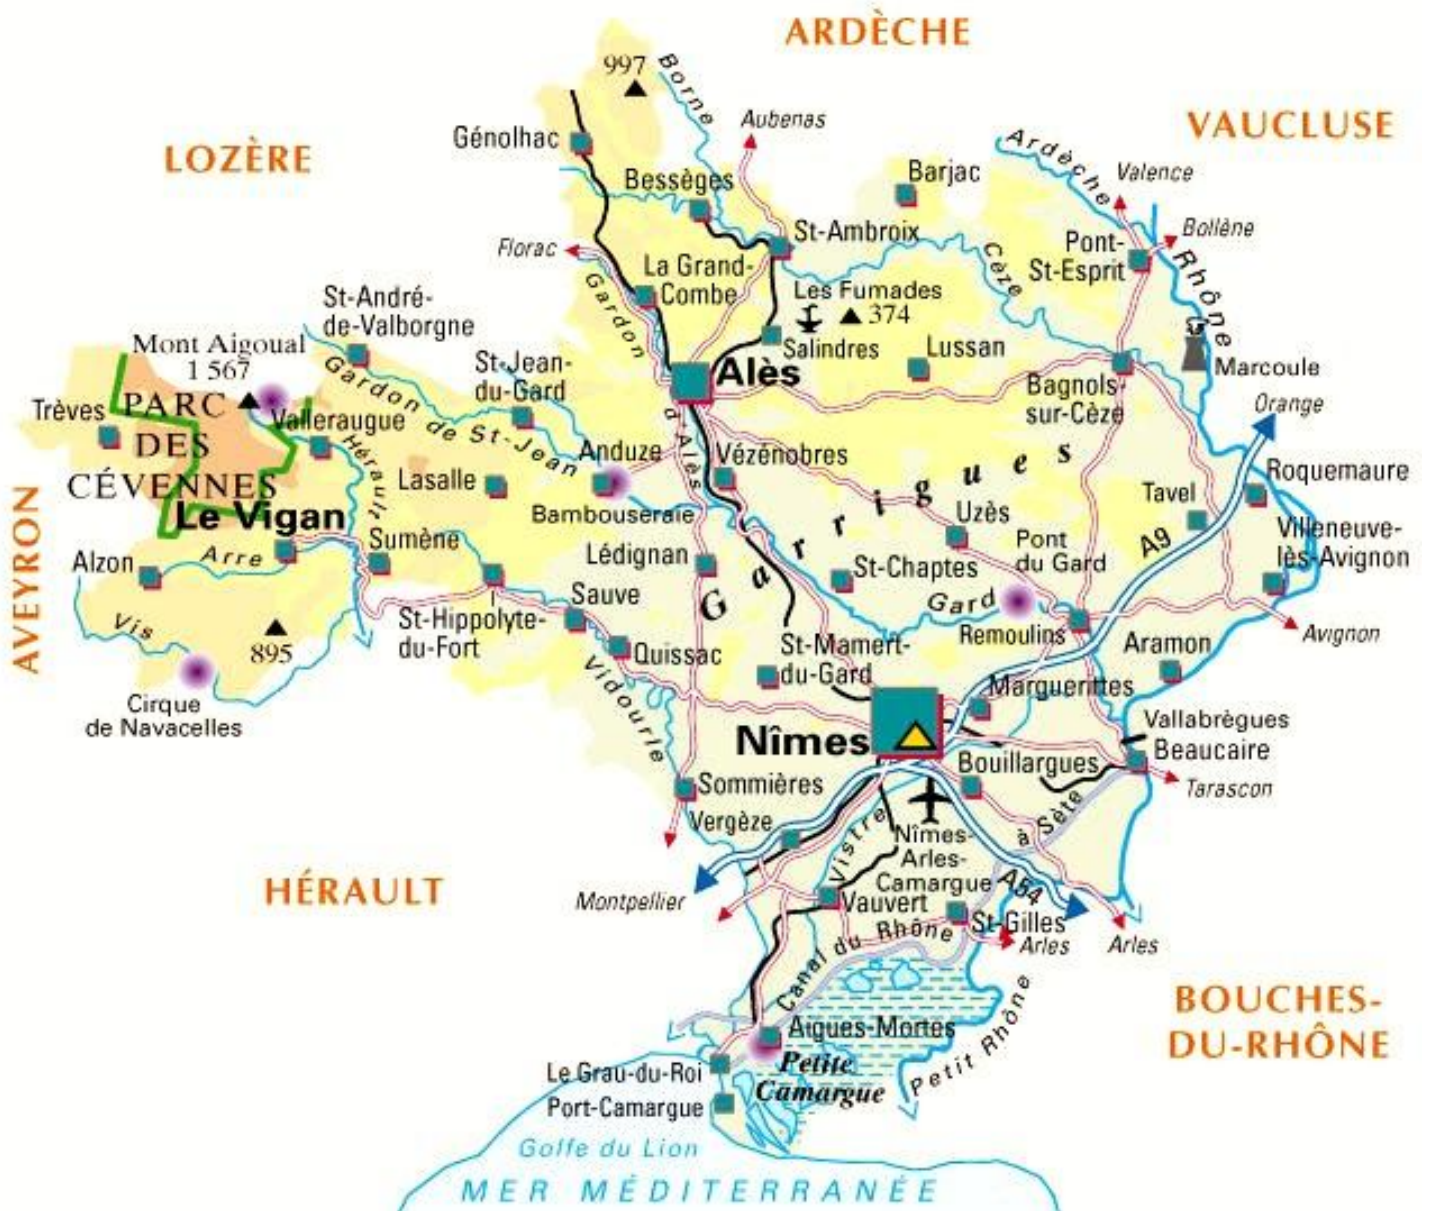 ARDÈCHE
997
Borne
Aubenas
VAUCLUSE
Génolhac
LOZÈRE
Ardèche
Valence
Bessèges
Barjac
Bollène
St-Ambroix
Pont-
St-Esprit
Florac
La Grand-
Combe
Cèze
Rhône
Gardon
d'Alès
Les Fumades
374
St-André-
de-Valborgne
Mont Aigoual
1 567
Salindres
Lussan
Marcoule
St-Jean-
du-Gard
Alès
Bagnols-
sur-Cèze
Orange
Trèves
PARC
DES
CÉVENNES
Valleraugue
Gardon de St-Jean
Hérault
Anduze
Vézénobres
Garrigues
Roquemaure
Lasalle
Tavel
Bambouseraie
Uzès
Le Vigan
Villeneuve-
lès-Avignon
A9
Pont
du Gard
AVEYRON
Alzon
Arre
Sumène
Lédignan
St-Chaptes
Gard
Sauve
St-Hippolyte-
du-Fort
Vis
Remoulins
Avignon
895
Quissac
St-Mamert-
du-Gard
Aramon
Vidourle
Marguerittes
Cirque
de Navacelles
Vallabrègues
Nîmes
Beaucaire
Bouillargues
Sommières
Tarascon
Vergèze
Vistre
Nîmes-
Arles-
Camargue
à Sète
HÉRAULT
Montpellier
A54
Vauvert
St-Gilles
Arles
Arles
Canal du Rhône
BOUCHES-
DU-RHÔNE
Petit Rhône
Aigues-Mortes
Petite
Camargue
Le Grau-du-Roi
Port-Camargue
Golfe du Lion
MER MÉDITERRANÉE